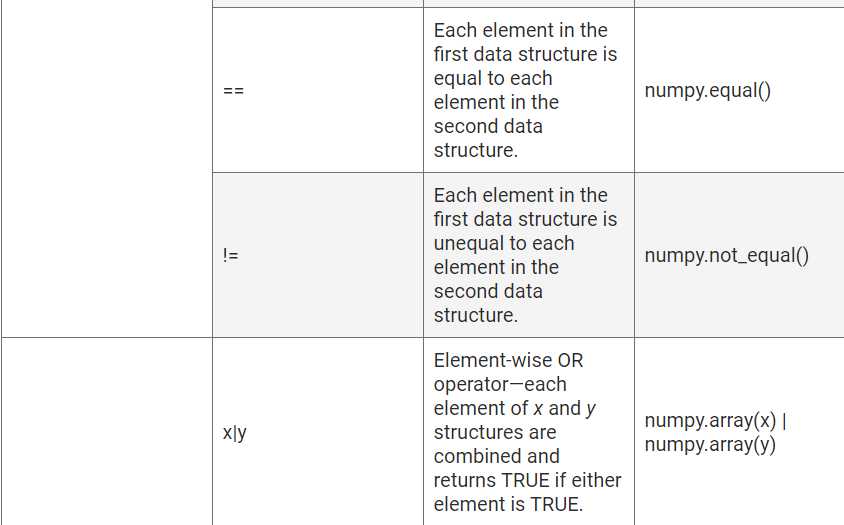 ==
Each element in the
first data structure is
equal to each
element in the
second data
structure.
numpy.equal()
!=
Each element in the
first data structure is
unequal to each
element in the
second data
structure.
numpy.not_equal()
x|y
Element-wise OR
operator—each
element of x and y
structures are
combined and
returns TRUE if either
element is TRUE.
numpy.array(x) |
numpy.array(y)